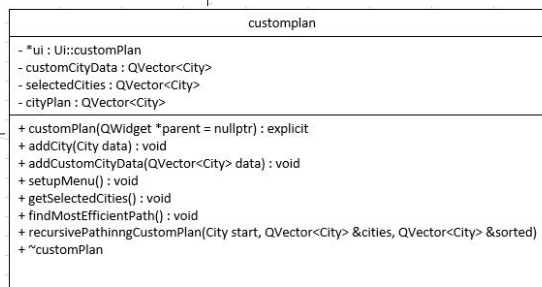 customplan
- *ui : Ui::customPlan
- customCityData : QVector<City>
- selectedCities : QVector<City>
- cityPlan : QVector<City>
+ customPlan(QWidget *parent = nullptr) : explicit
+ addCity(City data) : void
+ addCustomCityData(QVector<City> data) : void
+ setupMenu() : void
+ getSelectedCities() : void
+ findMostEfficientPath() : void
+ recursivePathinngCustomPlan(City start, QVector<City> &cities, QVector<City> &sorted)
+ ~customPlan